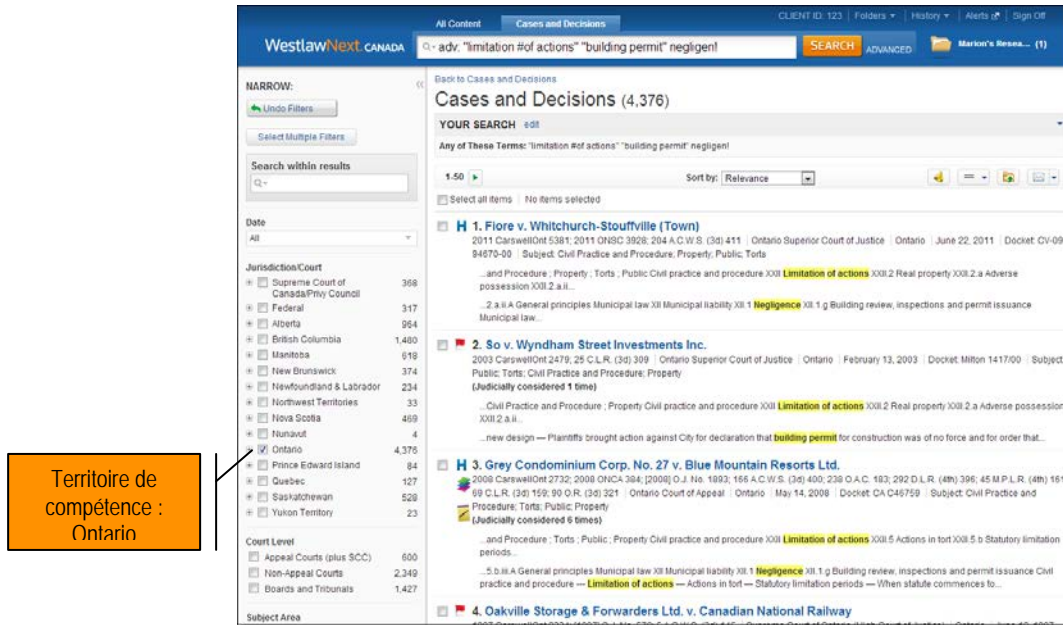 CLIENT ID: 123 | Folders | History | Alerts | Sign Off
All Content
Cases and Decisions
WestlawNext CANADA
adv: "limitation #of actions" "building permit" negligen!
SEARCH
ADVANCED
Marion's Resea... (1)
NARROW:
Undo Filters
Select Multiple Filters
Search within results
Date
All
Jurisdiction/Court
Supreme Court of Canada/Privy Council 368
Federal 317
Alberta 964
British Columbia 1,480
Manitoba 618
New Brunswick 374
Newfoundland & Labrador 234
Northwest Territories 33
Nova Scotia 469
Nunavut 4
Ontario 4,376
Prince Edward Island 84
Quebec 127
Saskatchewan 528
Yukon Territory 23
Court Level
Appeal Courts (plus SCC) 600
Non-Appeal Courts 2,349
Boards and Tribunals 1,427
Subject Area
Territoire de
compétence :
Ontario
Back to Cases and Decisions
Cases and Decisions (4,376)
YOUR SEARCH edit
Any of These Terms: "limitation #of actions" "building permit" negligen!
1-50
Sort by: Relevance
Select all items | No items selected
H 1. Fiore v. Whitchurch-Stouffville (Town)
2011 CarswellOnt 5381; 2011 ONSC 3928; 204 A.C.W.S. (3d) 411 | Ontario Superior Court of Justice | Ontario | June 22, 2011 | Docket: CV-09-
94670-00 | Subject: Civil Practice and Procedure; Property; Public; Torts
...and Procedure ; Property ; Torts ; Public Civil practice and procedure XXII Limitation of actions XXII.2 Real property XXII.2.a Adverse
possession XXII.2.a.ii...
...2.a.ii.A General principles Municipal law XII Municipal liability XII.1 Negligence XII.1.g Building review, inspections and permit issuance
Municipal law...
2. So v. Wyndham Street Investments Inc.
2003 CarswellOnt 2479; 25 C.L.R. (3d) 309 | Ontario Superior Court of Justice | Ontario | February 13, 2003 | Docket: Milton 1417/00 | Subject:
Public; Torts; Civil Practice and Procedure; Property
(Judicially considered 1 time)
...Civil Practice and Procedure ; Property Civil practice and procedure XXII Limitation of actions XXII.2 Real property XXII.2.a Adverse possession
XXII.2.a.ii...
...new design — Plaintiffs brought action against City for declaration that building permit for construction was of no force and for order that...
H 3. Grey Condominium Corp. No. 27 v. Blue Mountain Resorts Ltd.
2008 CarswellOnt 2732; 2008 ONCA 384; [2008] O.J. No. 1893; 166 A.C.W.S. (3d) 400; 238 O.A.C. 183; 292 D.L.R. (4th) 396; 45 M.P.L.R. (4th) 161
69 C.L.R. (3d) 159; 90 O.R. (3d) 321 | Ontario Court of Appeal | Ontario | May 14, 2008 | Docket: CA C46759 | Subject: Civil Practice and
Procedure; Torts; Public; Property
(Judicially considered 6 times)
...and Procedure ; Torts ; Public ; Property Civil practice and procedure XXII Limitation of actions XXII.5 Actions in tort XXII.5.b Statutory limitation
periods...
...5.b.iii.A General principles Municipal law XII Municipal liability XII.1 Negligence XII.1.g Building review, inspections and permit issuance Civil
practice and procedure — Limitation of actions — Actions in tort — Statutory limitation periods — When statute commences to...
4. Oakville Storage & Forwarders Ltd. v. Canadian National Railway